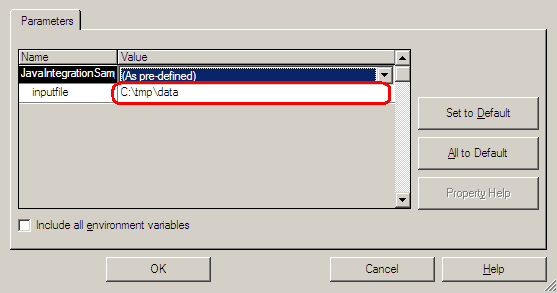 Parameters
Name Value
JavaIntegrationSam (As pre-defined)
inputfile C:\tmp\data
Set to Default
All to Default
Property Help
Include all environment variables
OK Cancel Help